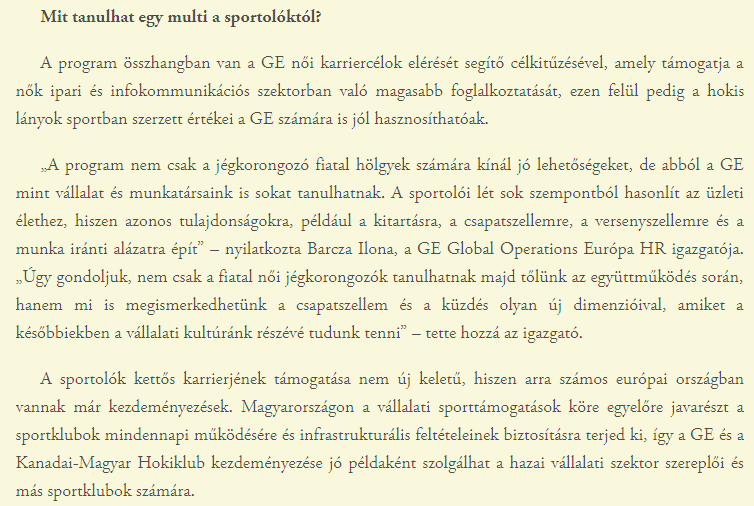 Mit tanulhat egy multi a sportolóktól?
A program összhangban van a GE női karriercélok elérését segítő célkitűzésével, amely támogatja a
nők ipari és infokommunikációs szektorban való magasabb foglalkoztatását, ezen felül pedig a hokis
lányok sportban szerzett értékei a GE számára is jól hasznosíthatóak.
„A program nem csak a jégkorongozó fiatal hölgyek számára kínál jó lehetőségeket, de abból a GE
mint vállalat és munkatársaink is sokat tanulhatnak. A sportolói lét sok szempontból hasonlít az üzleti
élethez, hiszen azonos tulajdonságokra, például a kitartásra, a csapatszellemre, a versenyszellemre és a
munka iránti alázatra épít” – nyilatkozta Barcza Ilona, a GE Global Operations Európa HR igazgatója.
„Úgy gondoljuk, nem csak a fiatal női jégkorongozók tanulhatnak majd tőlünk az együttműködés során,
hanem mi is megismerkedhetünk a csapatszellem és a küzdés olyan új dimenzióival, amiket a
későbbiekben a vállalati kultúránk részévé tudunk tenni” – tette hozzá az igazgató.
A sportolók kettős karrierjének támogatása nem új keletű, hiszen arra számos európai országban
vannak már kezdeményezések. Magyarországon a vállalati sporttámogatások köre egyelőre javarészt a
sportklubok mindennapi működésére és infrastrukturális feltételeinek biztosításra terjed ki, így a GE és a
Kanadai-Magyar Hokiklub kezdeményezése jó példaként szolgálhat a hazai vállalati szektor szereplői és
más sportklubok számára.